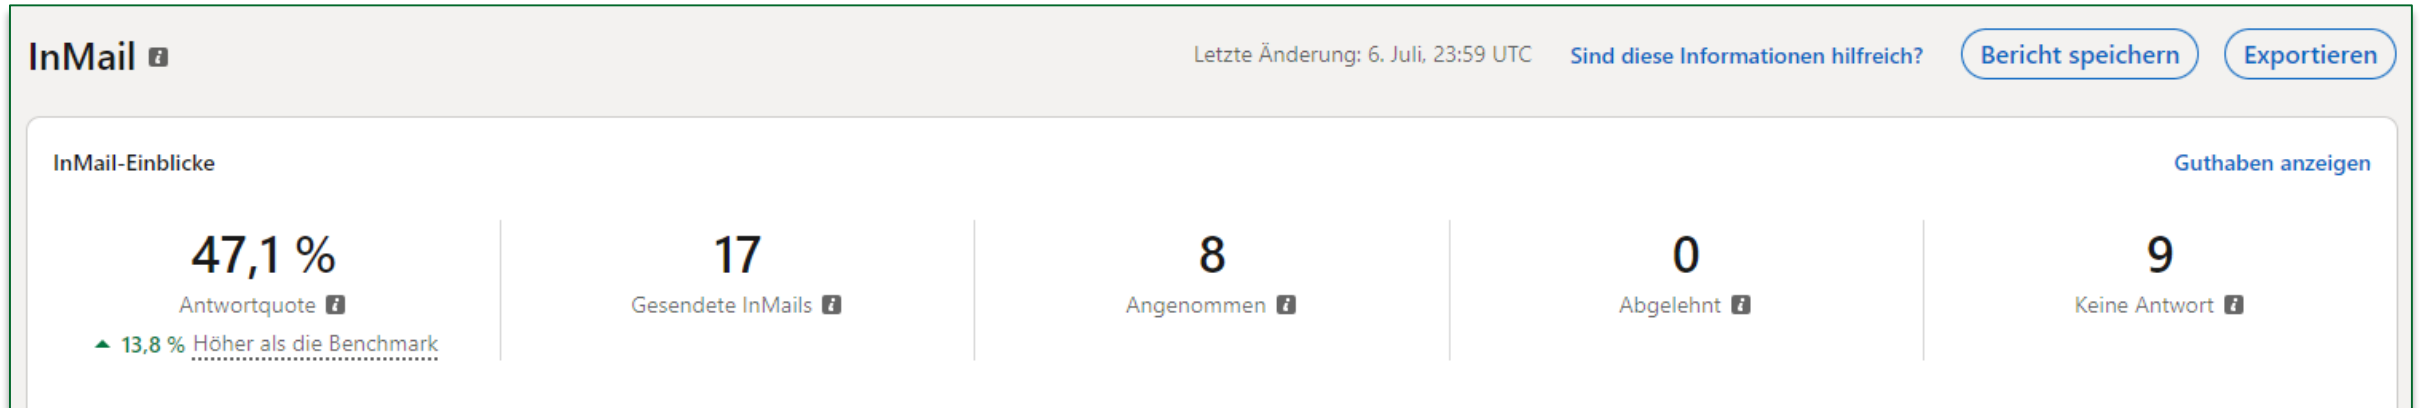 InMail
Letzte Änderung: 6. Juli, 23:59 UTC
Sind diese Informationen hilfreich?
Bericht speichern
Exportieren
InMail-Einblicke
Guthaben anzeigen
47,1 %
Antwortquote
13,8 % Höher als die Benchmark
17
Gesendete InMails
8
Angenommen
0
Abgelehnt
9
Keine Antwort